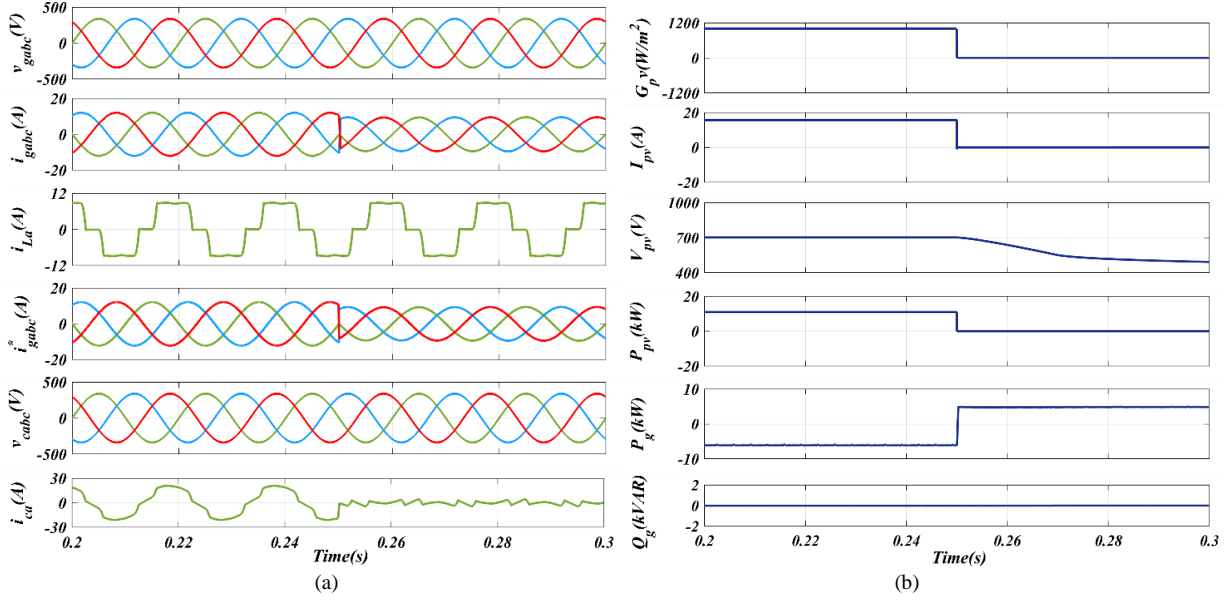 500
v_gabc(V)
0
-500
20
i_gabc(A)
0
-20
12
i_La(A)
0
-12
20
i*_gabc(A)
0
-20
500
v_cabc(V)
0
-500
30
i_ca(A)
0
-30
0.2 0.22 0.24 0.26 0.28 0.3
Time(s)
(a)
1200
G_pv(W/m²)
0
-1200
20
I_pv(A)
0
-20
1000
V_pv(V)
700
400
20
P_pv(kW)
0
-20
10
P_g(kW)
0
-10
2
Q_g(kVAR)
0
-2
0.2 0.22 0.24 0.26 0.28 0.3
Time(s)
(b)